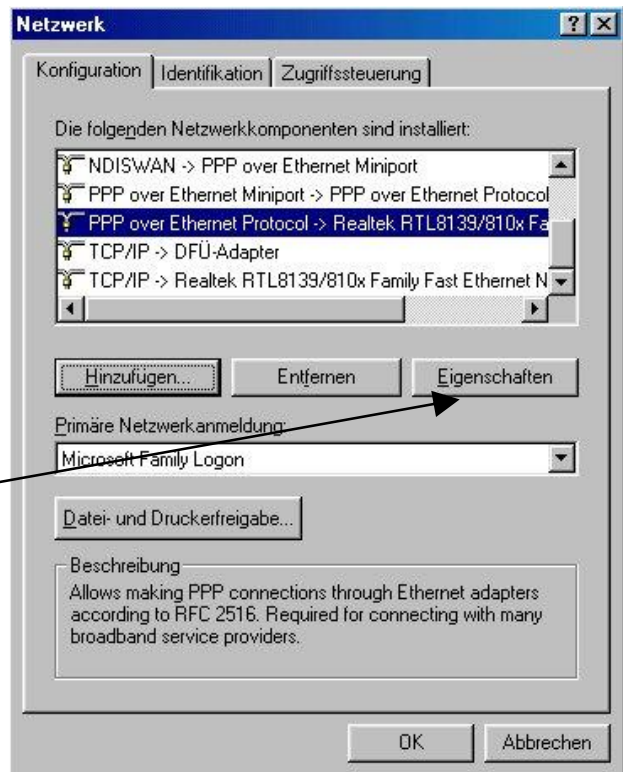 Netzwerk
Konfiguration
Identifikation
Zugriffssteuerung
Die folgenden Netzwerkkomponenten sind installiert:
NDISWAN -> PPP over Ethernet Miniport
PPP over Ethernet Miniport -> PPP over Ethernet Protocol
PPP over Ethernet Protocol -> Realtek RTL8139/810x Fa
TCP/IP -> DFÜ-Adapter
TCP/IP -> Realtek RTL8139/810x Family Fast Ethernet N
Hinzufügen...
Entfernen
Eigenschaften
Primäre Netzwerkanmeldung:
Microsoft Family Logon
Datei- und Druckerfreigabe...
Beschreibung
Allows making PPP connections through Ethernet adapters
according to RFC 2516. Required for connecting with many
broadband service providers.
OK
Abbrechen